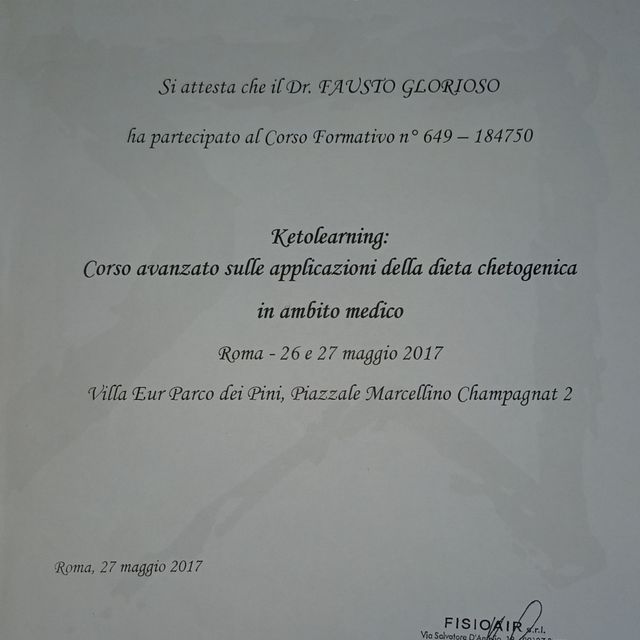 Si attesta che il Dr. FAUSTO GLORIOSO
ha partecipato al Corso Formativo n° 649 – 184750
Ketolearning:
Corso avanzato sulle applicazioni della dieta chetogenica
in ambito medico
Roma - 26 e 27 maggio 2017
Villa Eur Parco dei Pini, Piazzale Marcellino Champagnat 2
Roma, 27 maggio 2017
FISIOAIR s.r.l.
Via Salvatore